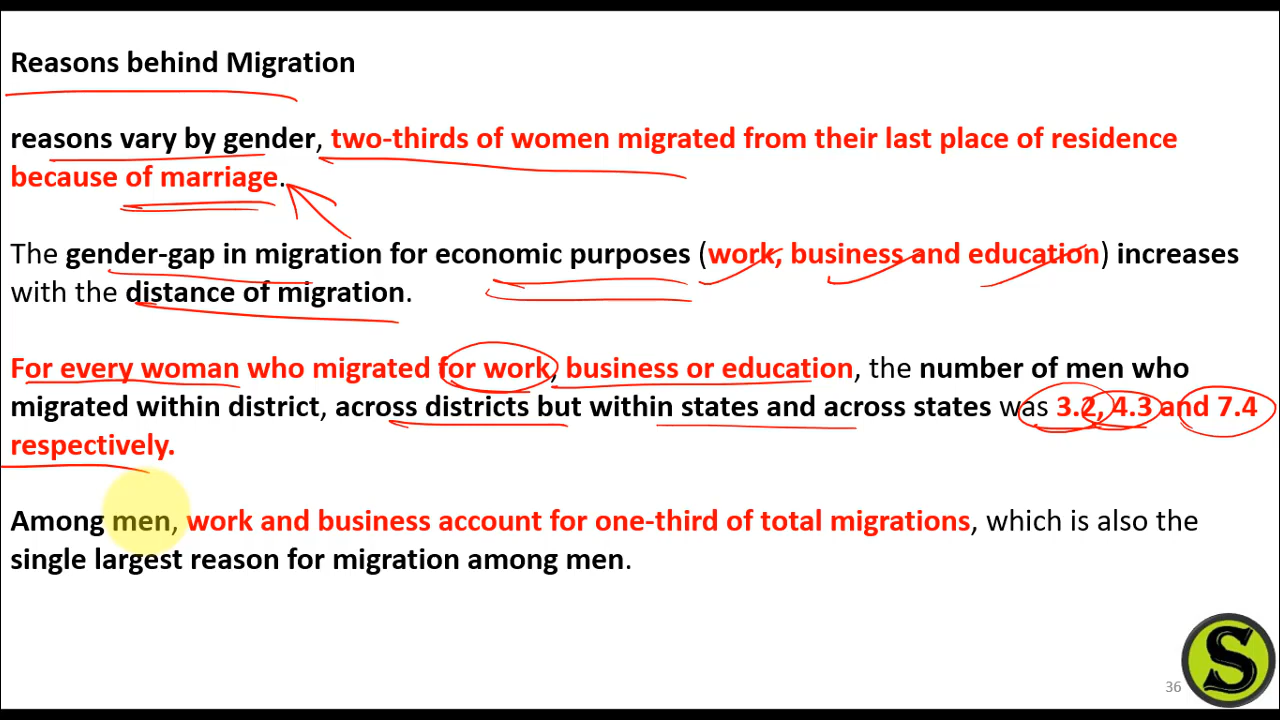 Reasons behind Migration
reasons vary by gender, two-thirds of women migrated from their last place of residence
because of marriage.
The gender-gap in migration for economic purposes (work, business and education) increases
with the distance of migration.
For every woman who migrated for work, business or education, the number of men who
migrated within district, across districts but within states and across states was 3.2, 4.3 and 7.4
respectively.
Among men, work and business account for one-third of total migrations, which is also the
single largest reason for migration among men.
S
36